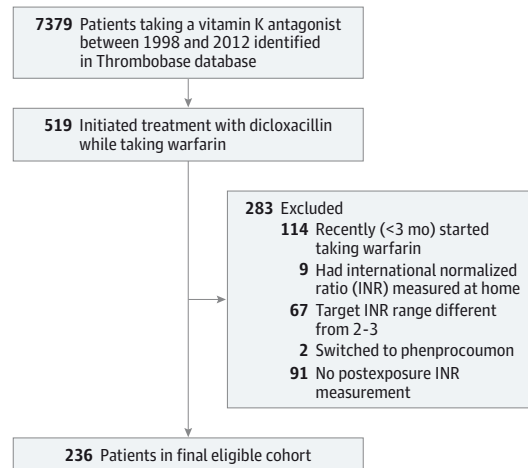 7379 Patients taking a vitamin K antagonist
between 1998 and 2012 identified
in Thrombobase database
519 Initiated treatment with dicloxacillin
while taking warfarin
283 Excluded
114 Recently (<3 mo) started
taking warfarin
9 Had international normalized
ratio (INR) measured at home
67 Target INR range different
from 2-3
2 Switched to phenprocoumon
91 No postexposure INR
measurement
236 Patients in final eligible cohort